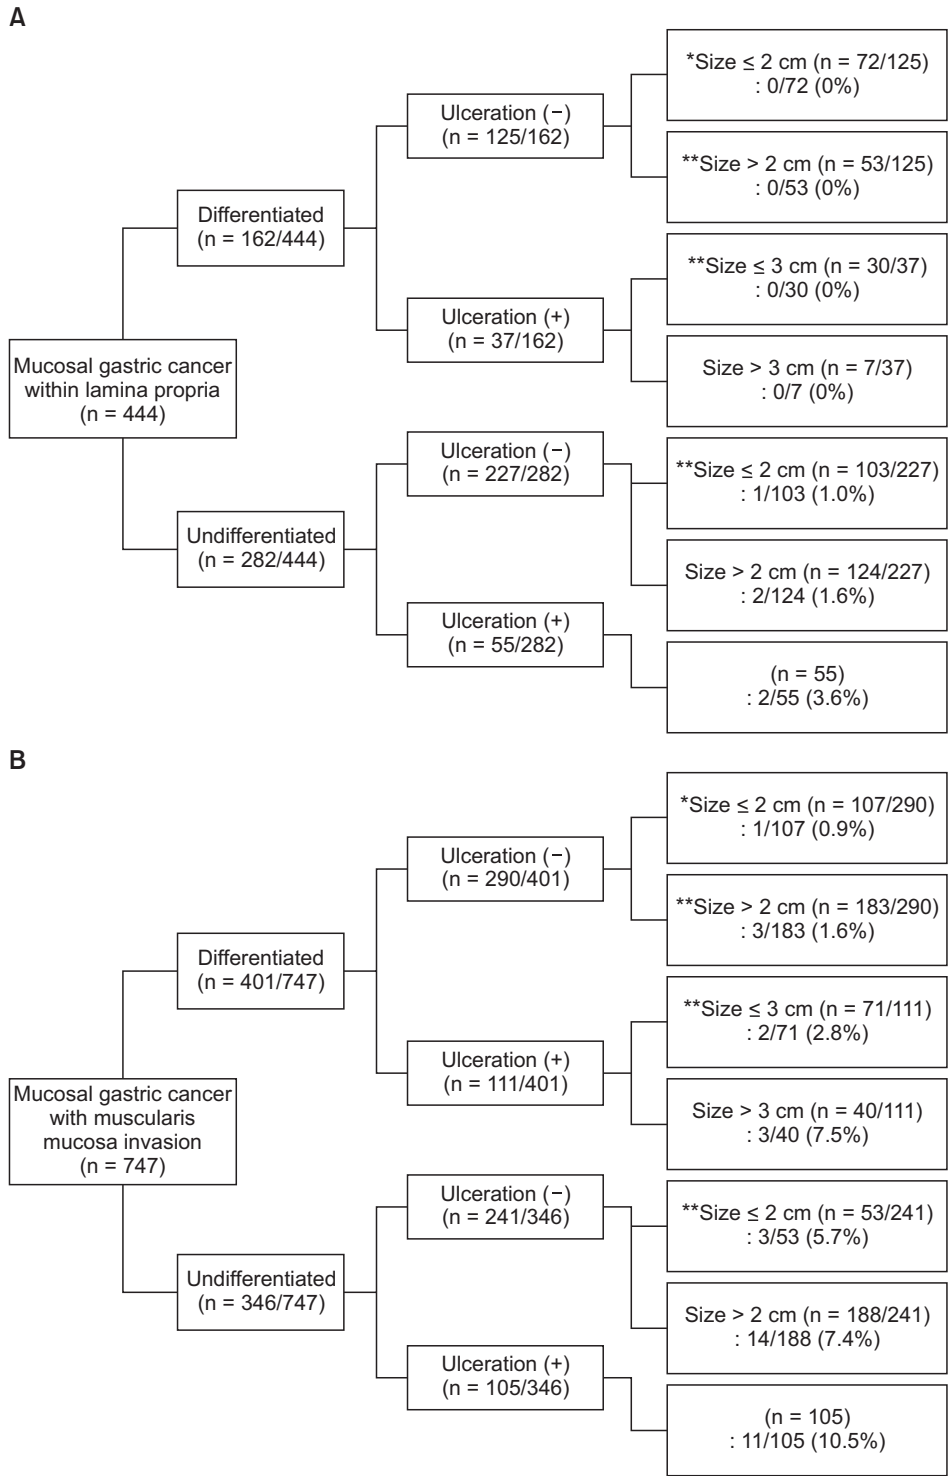 A
Mucosal gastric cancer
within lamina propria
(n = 444)
Differentiated
(n = 162/444)
Undifferentiated
(n = 282/444)
Ulceration (−)
(n = 125/162)
Ulceration (+)
(n = 37/162)
Ulceration (−)
(n = 227/282)
Ulceration (+)
(n = 55/282)
*Size ≤ 2 cm (n = 72/125)
: 0/72 (0%)
**Size > 2 cm (n = 53/125)
: 0/53 (0%)
**Size ≤ 3 cm (n = 30/37)
: 0/30 (0%)
Size > 3 cm (n = 7/37)
: 0/7 (0%)
**Size ≤ 2 cm (n = 103/227)
: 1/103 (1.0%)
Size > 2 cm (n = 124/227)
: 2/124 (1.6%)
(n = 55)
: 2/55 (3.6%)
B
Mucosal gastric cancer
with muscularis
mucosa invasion
(n = 747)
Differentiated
(n = 401/747)
Undifferentiated
(n = 346/747)
Ulceration (−)
(n = 290/401)
Ulceration (+)
(n = 111/401)
Ulceration (−)
(n = 241/346)
Ulceration (+)
(n = 105/346)
*Size ≤ 2 cm (n = 107/290)
: 1/107 (0.9%)
**Size > 2 cm (n = 183/290)
: 3/183 (1.6%)
**Size ≤ 3 cm (n = 71/111)
: 2/71 (2.8%)
Size > 3 cm (n = 40/111)
: 3/40 (7.5%)
**Size ≤ 2 cm (n = 53/241)
: 3/53 (5.7%)
Size > 2 cm (n = 188/241)
: 14/188 (7.4%)
(n = 105)
: 11/105 (10.5%)